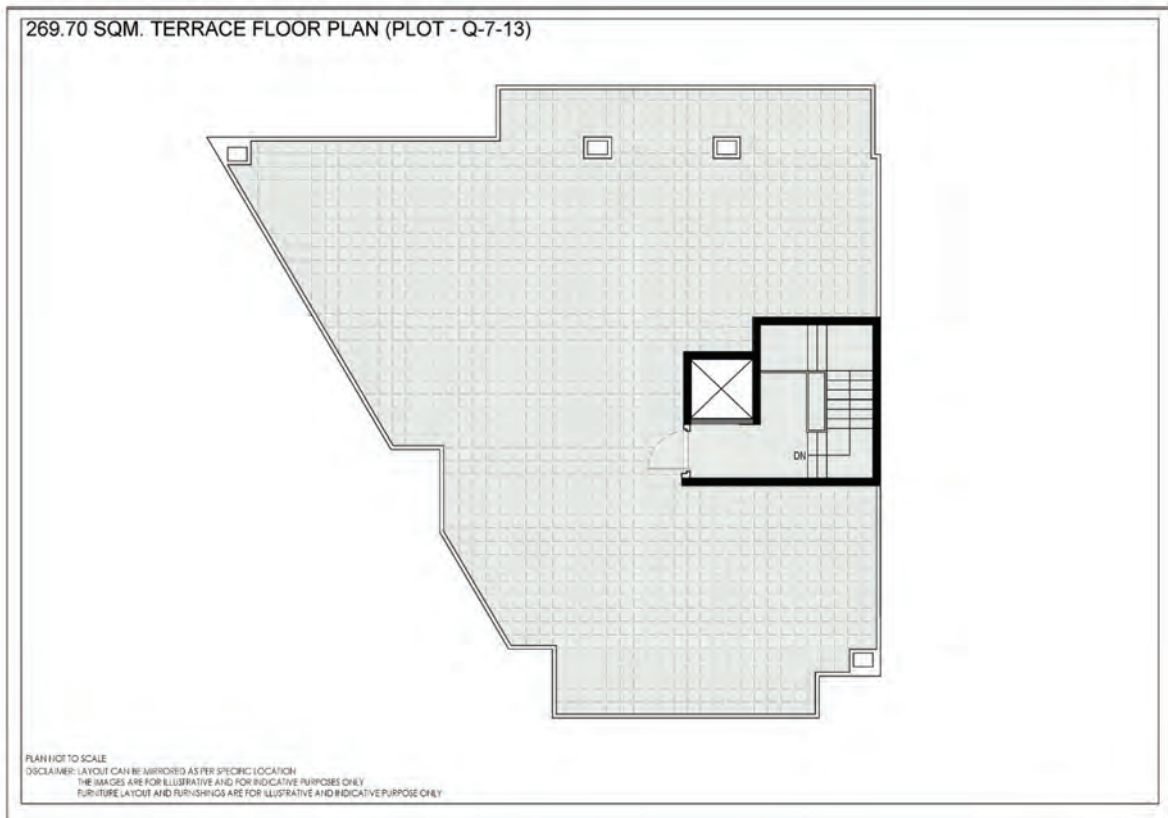 269.70 SQM. TERRACE FLOOR PLAN (PLOT - Q-7-13)
DN
PLAN NOT TO SCALE
DISCLAIMER: LAYOUT CAN BE MIRRORED AS PER SPECIFIC LOCATION
THE IMAGES ARE FOR ILLUSTRATIVE AND FOR INDICATIVE PURPOSES ONLY
FURNITURE LAYOUT AND FURNISHINGS ARE FOR ILLUSTRATIVE AND INDICATIVE PURPOSE ONLY